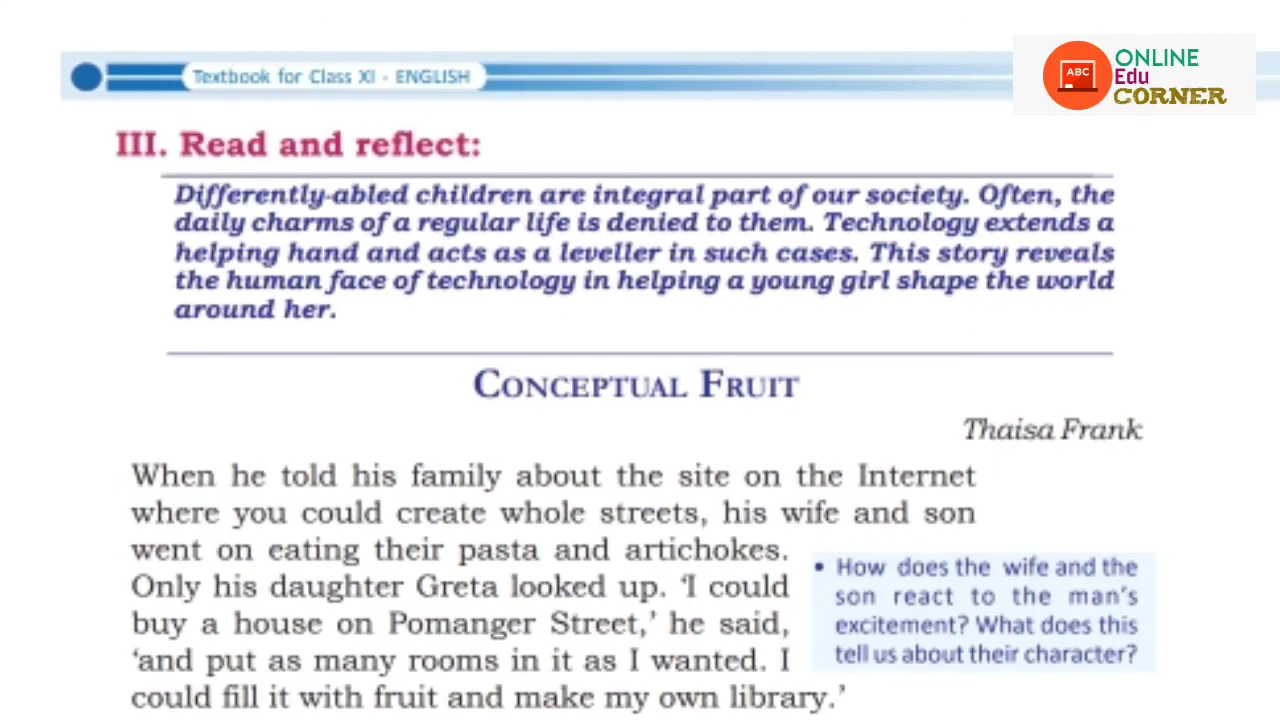 Textbook for Class XI - ENGLISH
ABC
ONLINE
Edu
CORNER
III. Read and reflect:
Differently-abled children are integral part of our society. Often, the
daily charms of a regular life is denied to them. Technology extends a
helping hand and acts as a leveller in such cases. This story reveals
the human face of technology in helping a young girl shape the world
around her.
CONCEPTUAL FRUIT
Thaisa Frank
When he told his family about the site on the Internet
where you could create whole streets, his wife and son
went on eating their pasta and artichokes.
Only his daughter Greta looked up. ‘I could
buy a house on Pomanger Street,’ he said,
‘and put as many rooms in it as I wanted. I
could fill it with fruit and make my own library.’
• How does the wife and the
son react to the man’s
excitement? What does this
tell us about their character?